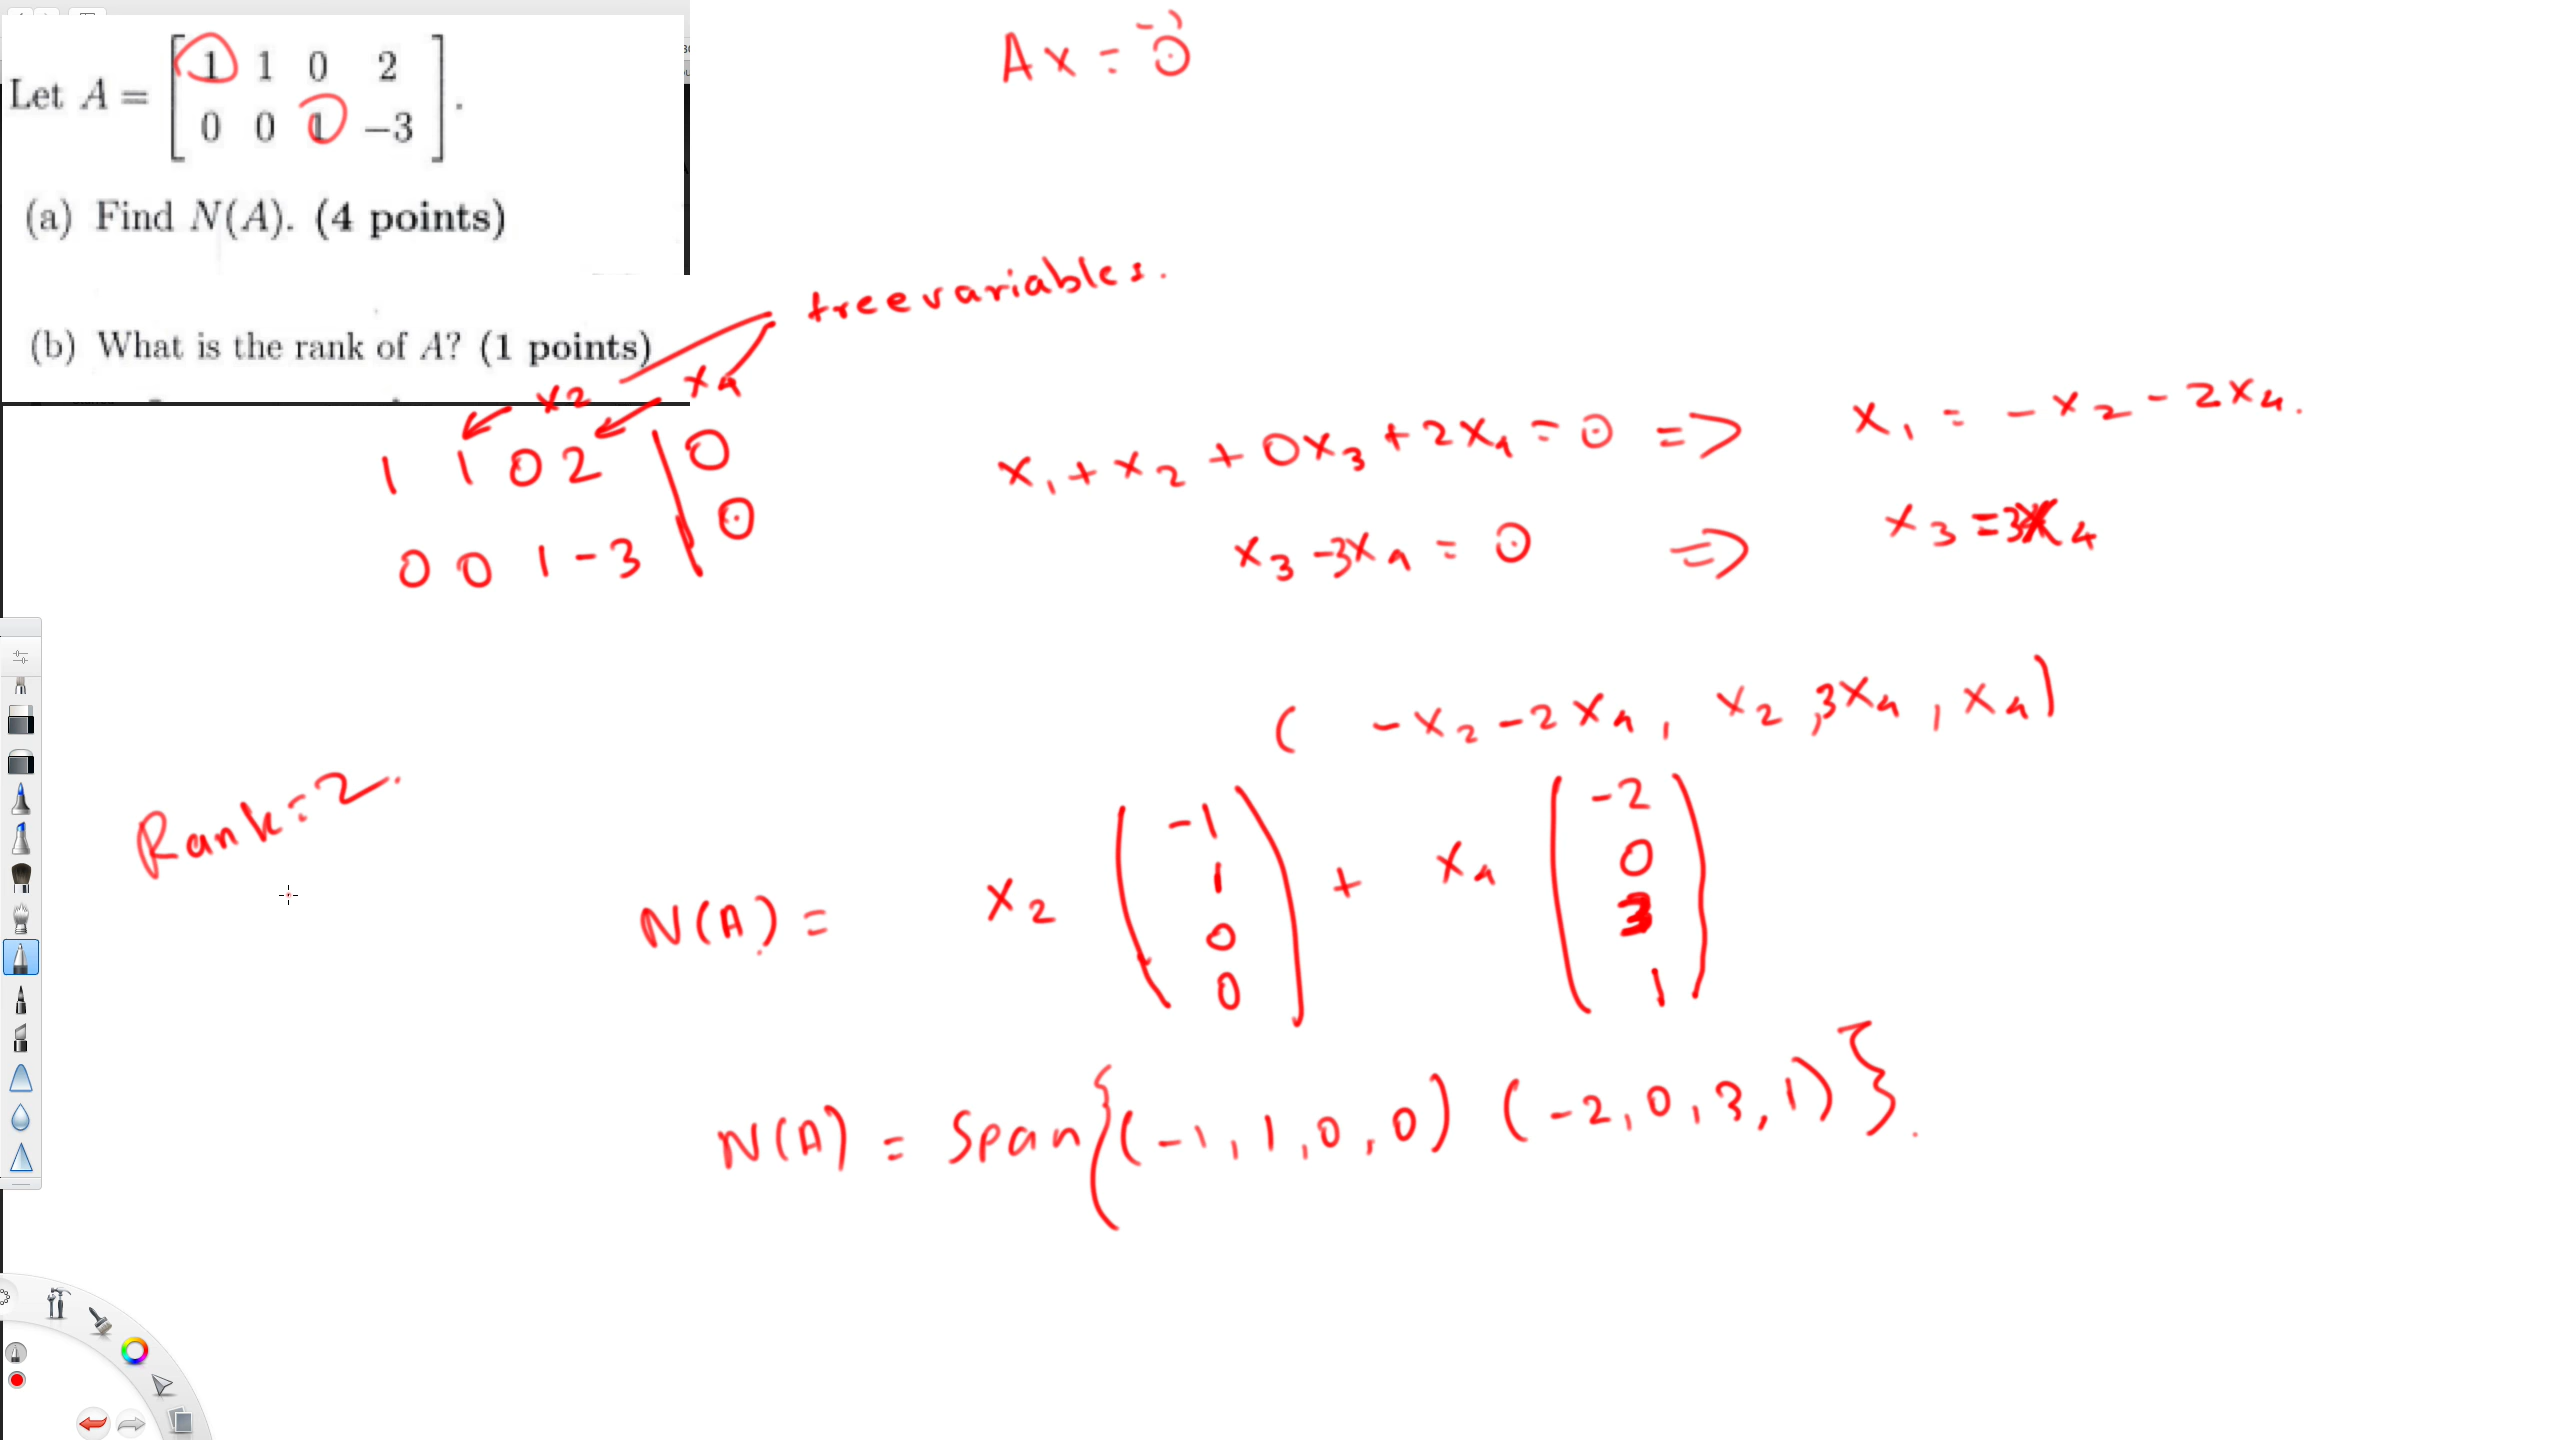 Let A = [ 1 1 0 2
0 0 1 −3 ].
(a) Find N(A). (4 points)
(b) What is the rank of A? (1 points)
Ax = 0
free variables.
x2 x4
1 1 0 2 | 0
0 0 1 -3 | 0
x1 + x2 + 0x3 + 2x4 = 0 => x1 = -x2 - 2x4.
x3 - 3x4 = 0 => x3 = 3x4
( -x2 - 2x4, x2, 3x4, x4)
Rank = 2.
N(A) = x2 (-1 1 0 0) + x4 (-2 0 3 1)
N(A) = Span{(-1, 1, 0, 0) (-2, 0, 3, 1)}.